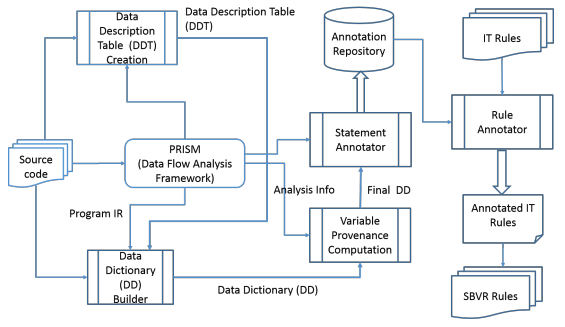 Data
Description
Table (DDT)
Creation
Data Description Table
(DDT)
Annotation
Repository
IT Rules
Source
code
PRISM
(Data Flow Analysis
Framework)
Statement
Annotator
Rule
Annotator
Analysis Info
Final DD
Program IR
Variable
Provenance
Computation
Annotated IT
Rules
Data
Dictionary
(DD)
Builder
Data Dictionary (DD)
SBVR Rules